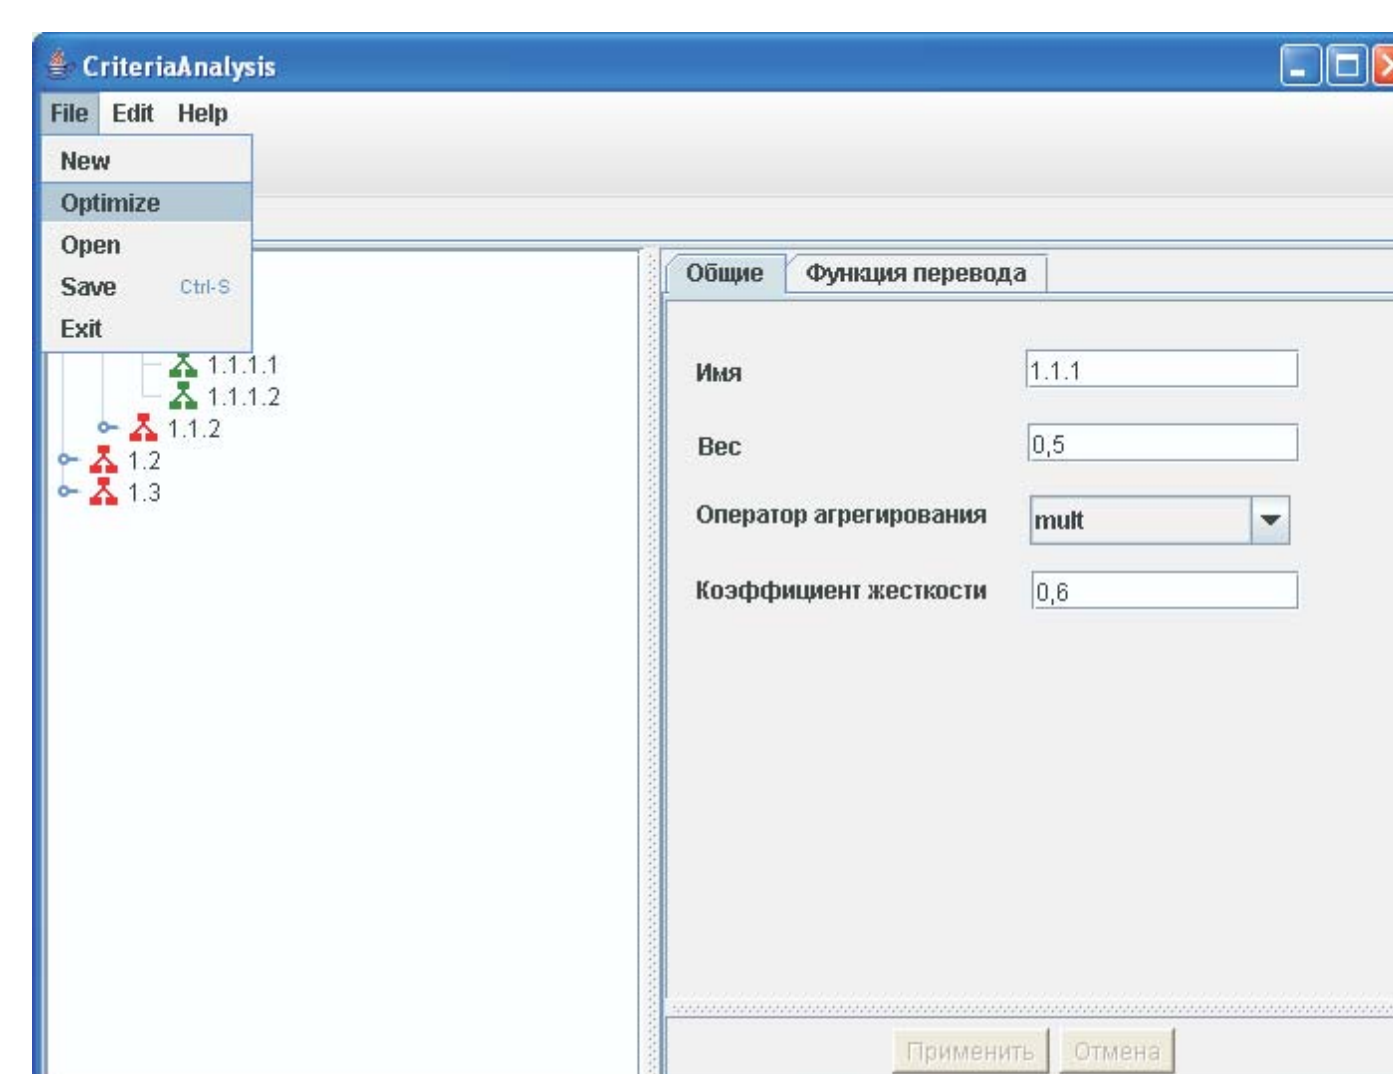 CriteriaAnalysis
File Edit Help
New
Optimize
Open
Save Ctrl-S
Exit
1.1.1.1
1.1.1.2
1.1.2
1.2
1.3
Общие Функция перевода
Имя 1.1.1
Вес 0,5
Оператор агрегирования mult
Коэффициент жесткости 0,6
Применить Отмена